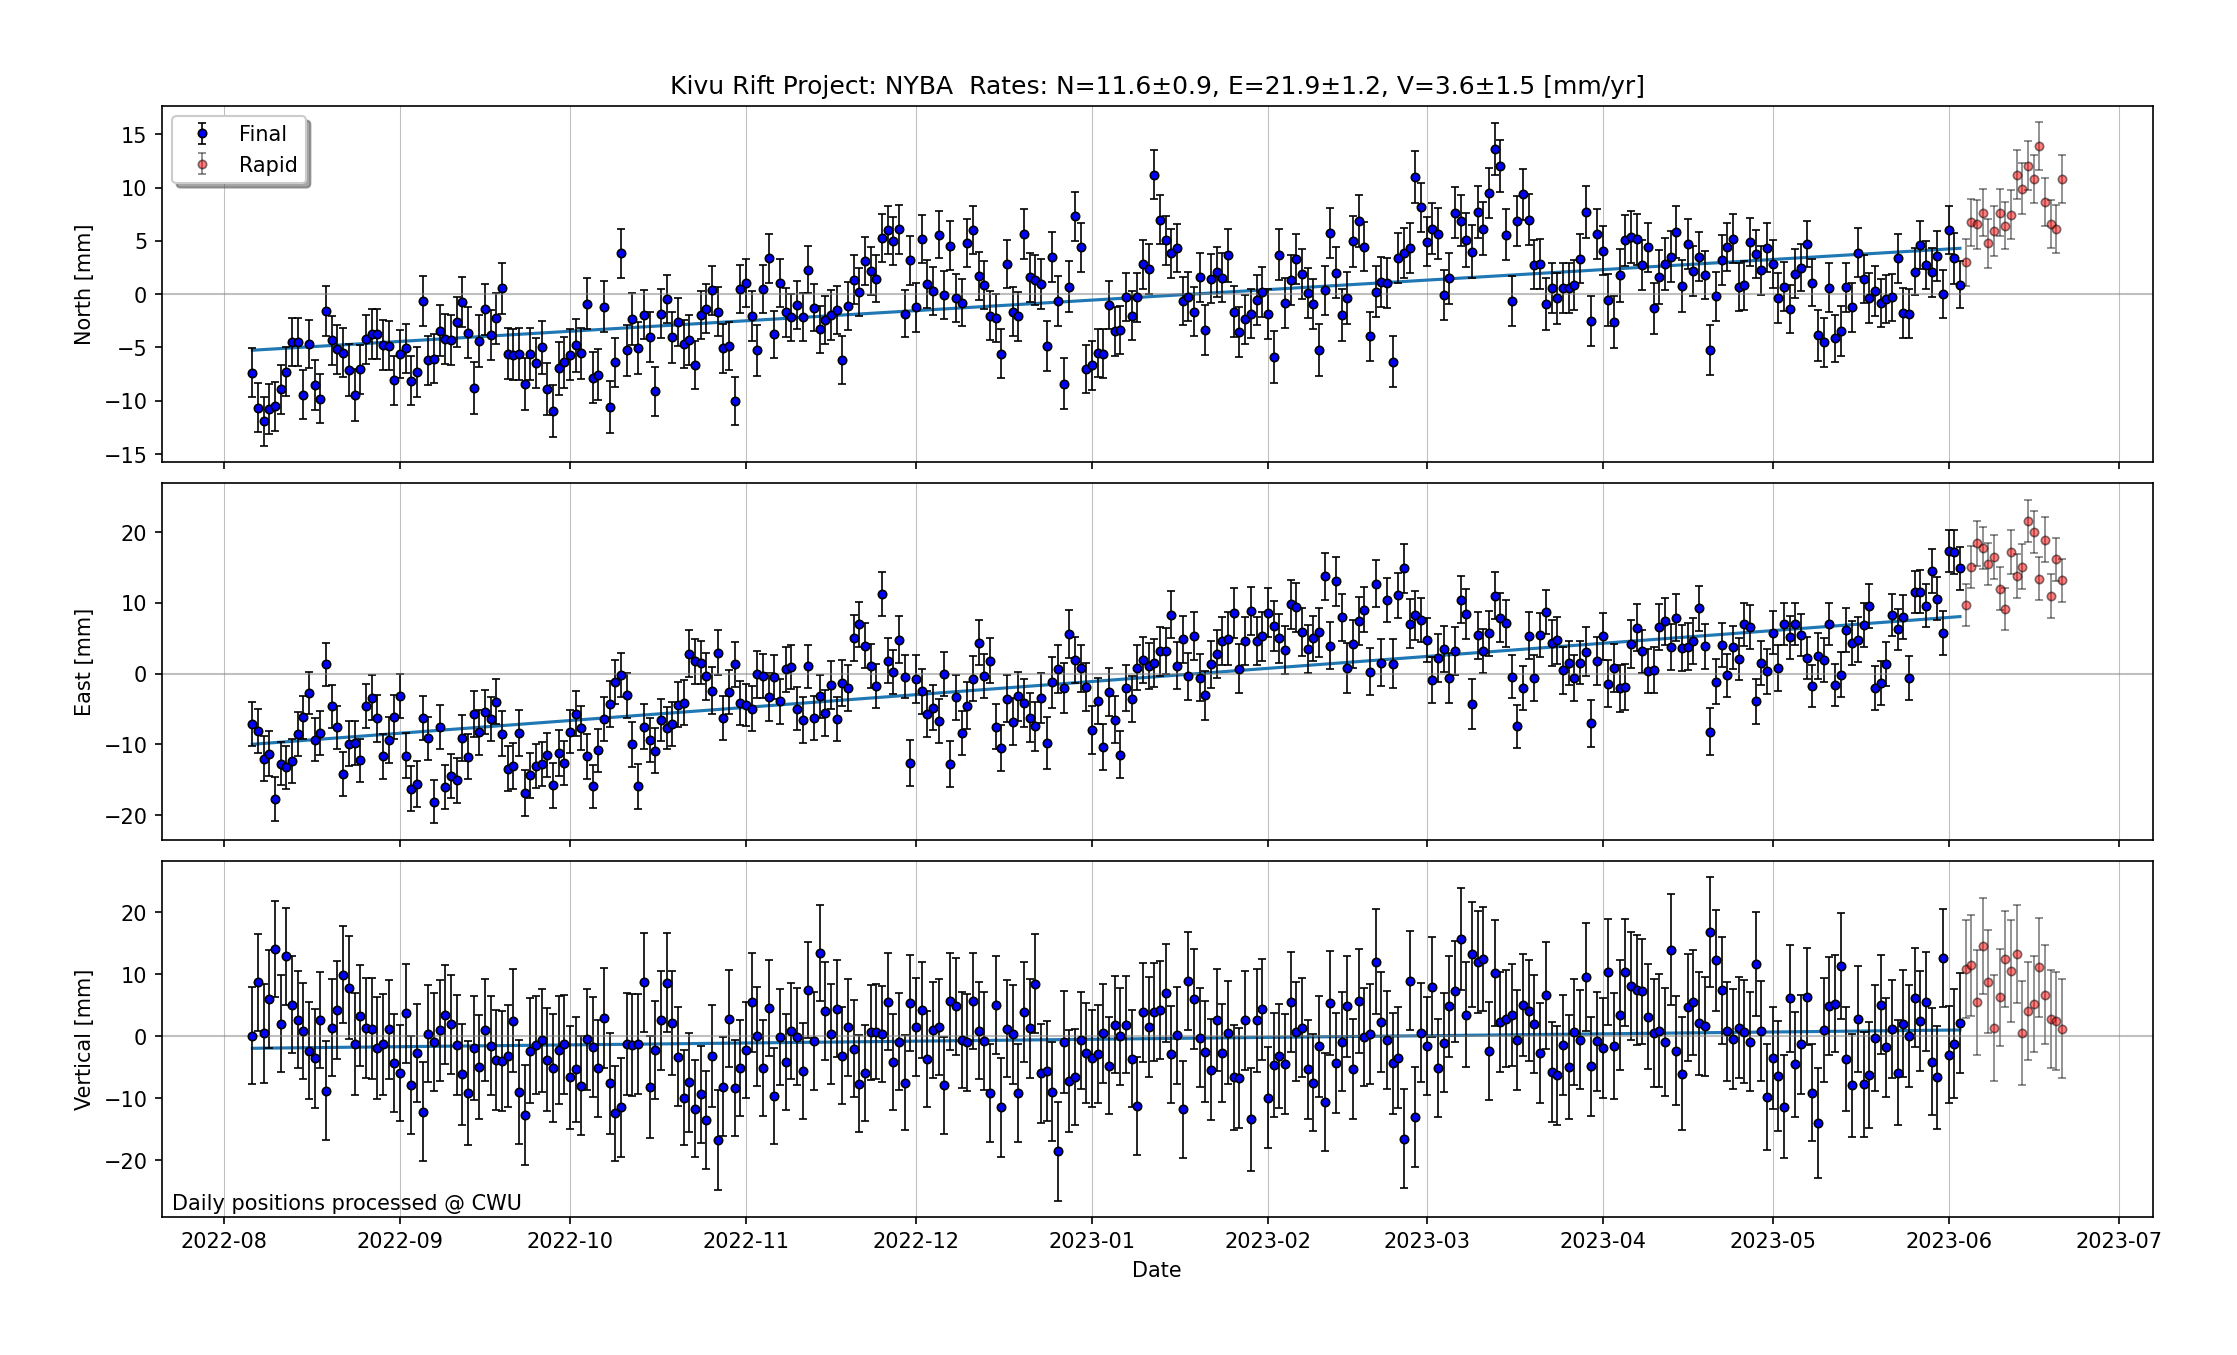 Kivu Rift Project: NYBA  Rates: N=11.6±0.9, E=21.9±1.2, V=3.6±1.5 [mm/yr]
Final
Rapid
North [mm]
15
10
5
0
−5
−10
−15
East [mm]
20
10
0
−10
−20
Vertical [mm]
20
10
0
−10
−20
Daily positions processed @ CWU
2022-08 2022-09 2022-10 2022-11 2022-12 2023-01 2023-02 2023-03 2023-04 2023-05 2023-06 2023-07
Date